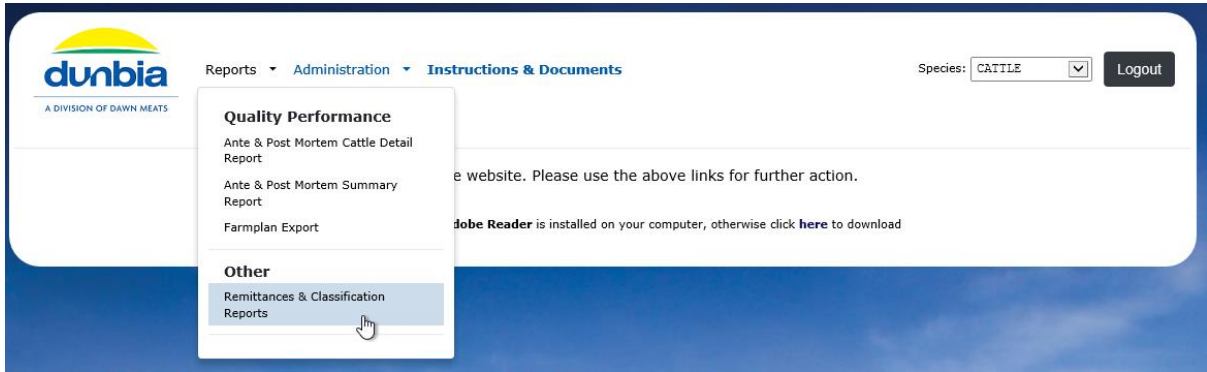 dunbia
A DIVISION OF DAWN MEATS
Reports Administration Instructions & Documents
Species: CATTLE Logout
Quality Performance
Ante & Post Mortem Cattle Detail
Report
Ante & Post Mortem Summary
Report
Farmplan Export
Other
Remittances & Classification
Reports
website. Please use the above links for further action.
Reader is installed on your computer, otherwise click here to download